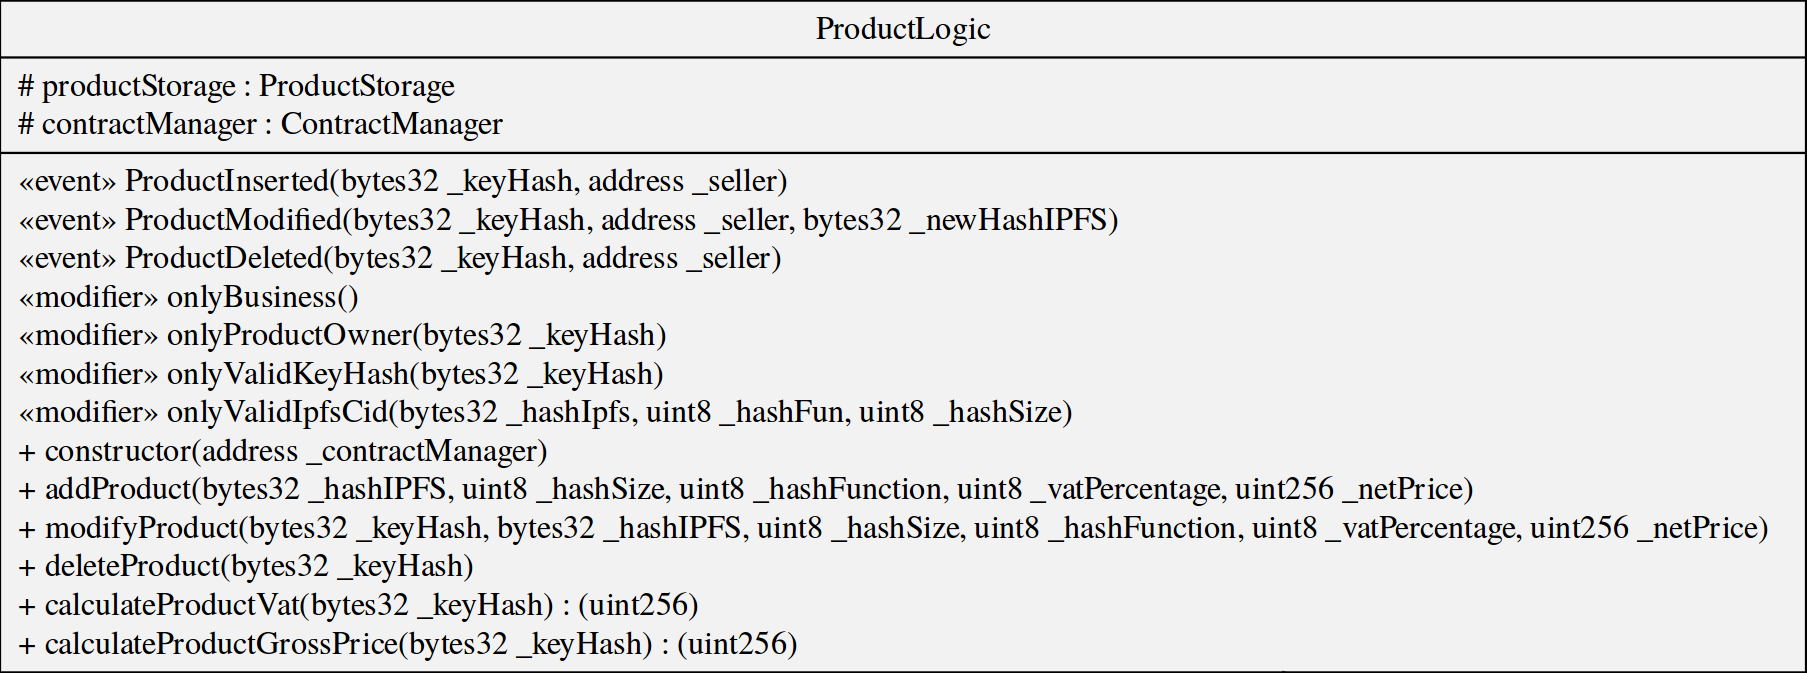 ProductLogic
# productStorage : ProductStorage
# contractManager : ContractManager
«event» ProductInserted(bytes32 _keyHash, address _seller)
«event» ProductModified(bytes32 _keyHash, address _seller, bytes32 _newHashIPFS)
«event» ProductDeleted(bytes32 _keyHash, address _seller)
«modifier» onlyBusiness()
«modifier» onlyProductOwner(bytes32 _keyHash)
«modifier» onlyValidKeyHash(bytes32 _keyHash)
«modifier» onlyValidIpfsCid(bytes32 _hashIpfs, uint8 _hashFun, uint8 _hashSize)
+ constructor(address _contractManager)
+ addProduct(bytes32 _hashIPFS, uint8 _hashSize, uint8 _hashFunction, uint8 _vatPercentage, uint256 _netPrice)
+ modifyProduct(bytes32 _keyHash, bytes32 _hashIPFS, uint8 _hashSize, uint8 _hashFunction, uint8 _vatPercentage, uint256 _netPrice)
+ deleteProduct(bytes32 _keyHash)
+ calculateProductVat(bytes32 _keyHash) : (uint256)
+ calculateProductGrossPrice(bytes32 _keyHash) : (uint256)